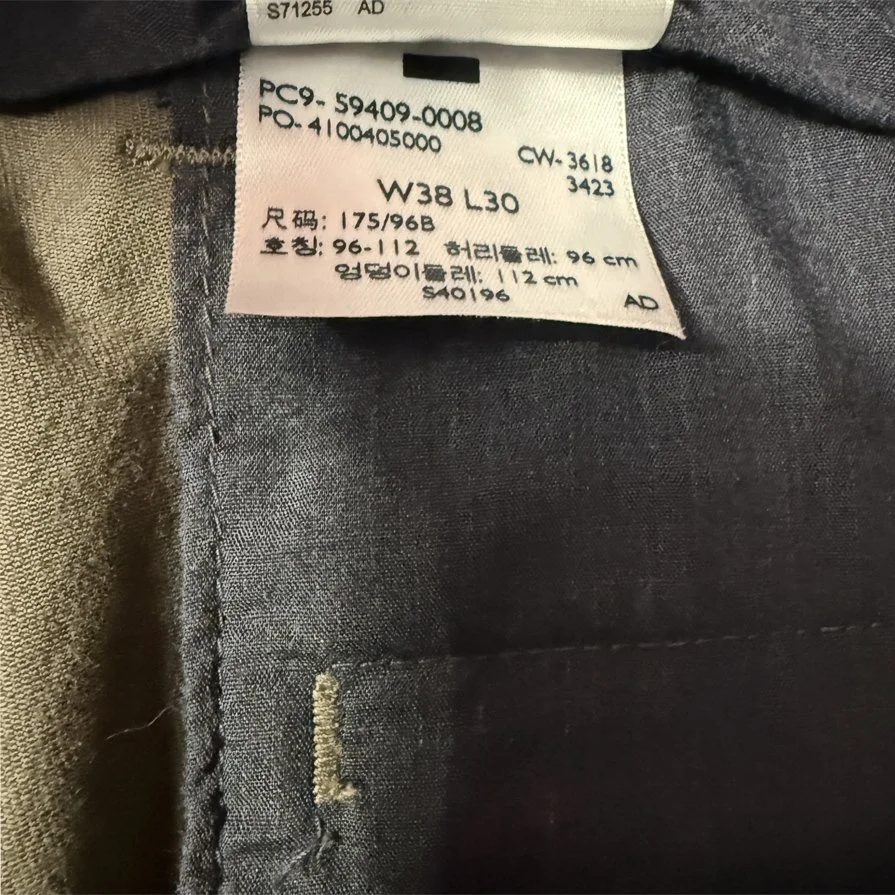 S71255 AD
PC9- 59409-0008
PO- 4100405000
CW- 3618
3423
W38 L30
尺码: 175/96B
호칭: 96-112 허리둘레: 96 cm
엉덩이둘레: 112 cm
S40196 AD